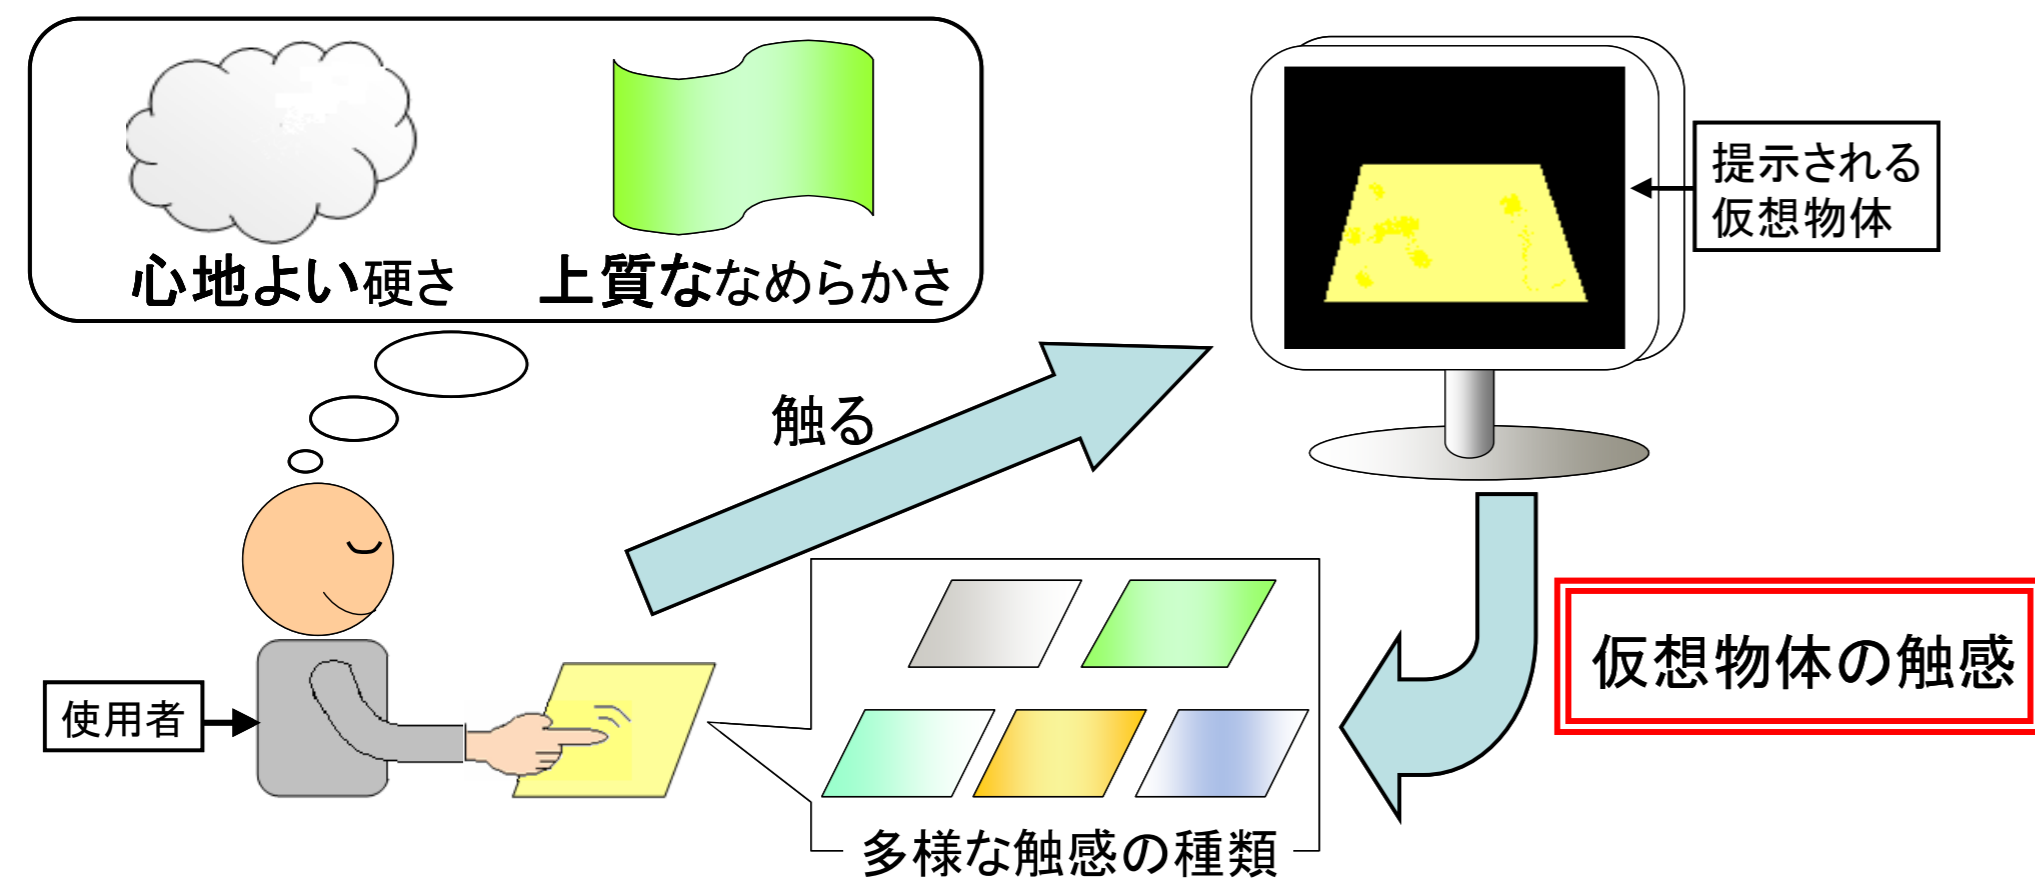 心地よい硬さ
上質ななめらかさ
提示される
仮想物体
触る
仮想物体の触感
使用者
多様な触感の種類